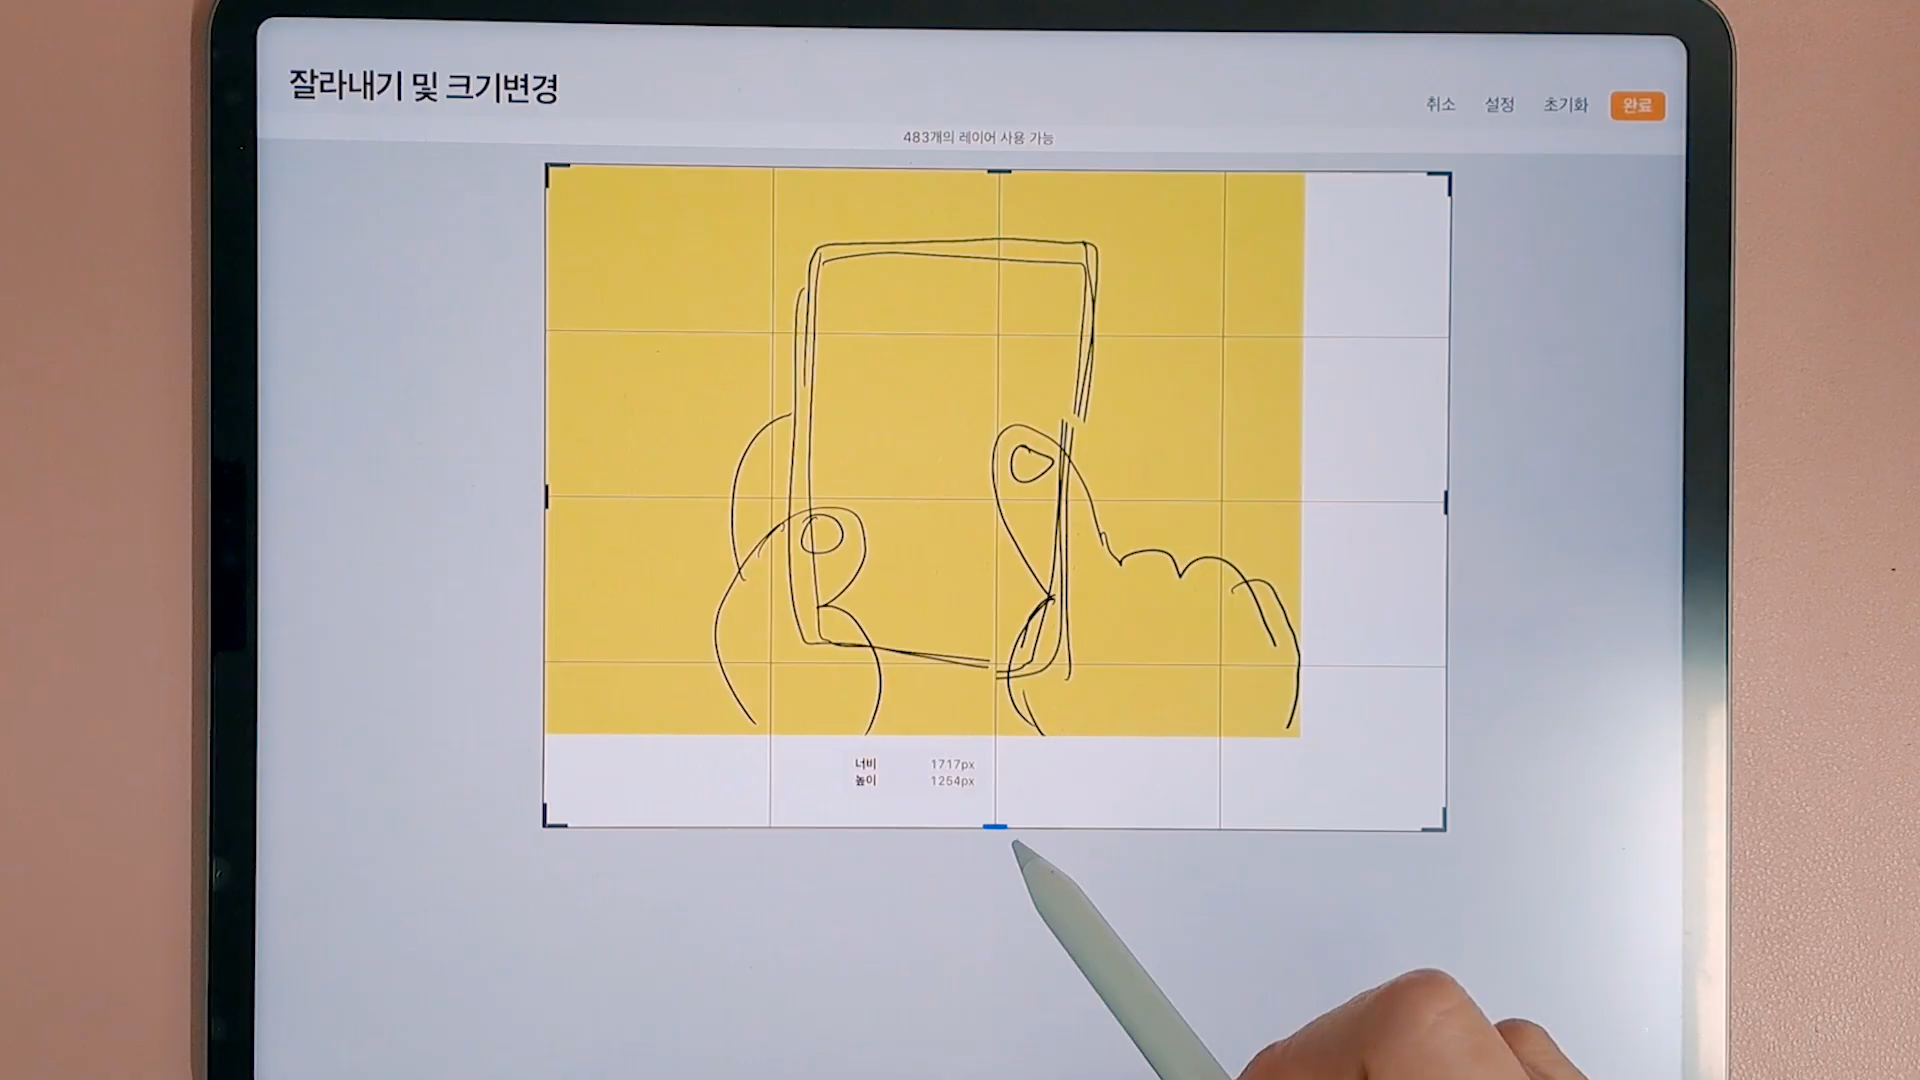 잘라내기 및 크기변경
취소 설정 초기화 완료
483개의 레이어 사용 가능
너비 1717px
높이 1254px